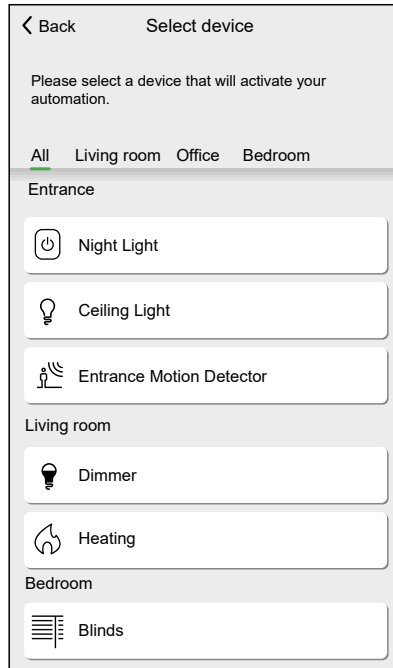 Back
Select device
Please select a device that will activate your
automation.
All Living room Office Bedroom
Entrance
Night Light
Ceiling Light
Entrance Motion Detector
Living room
Dimmer
Heating
Bedroom
Blinds